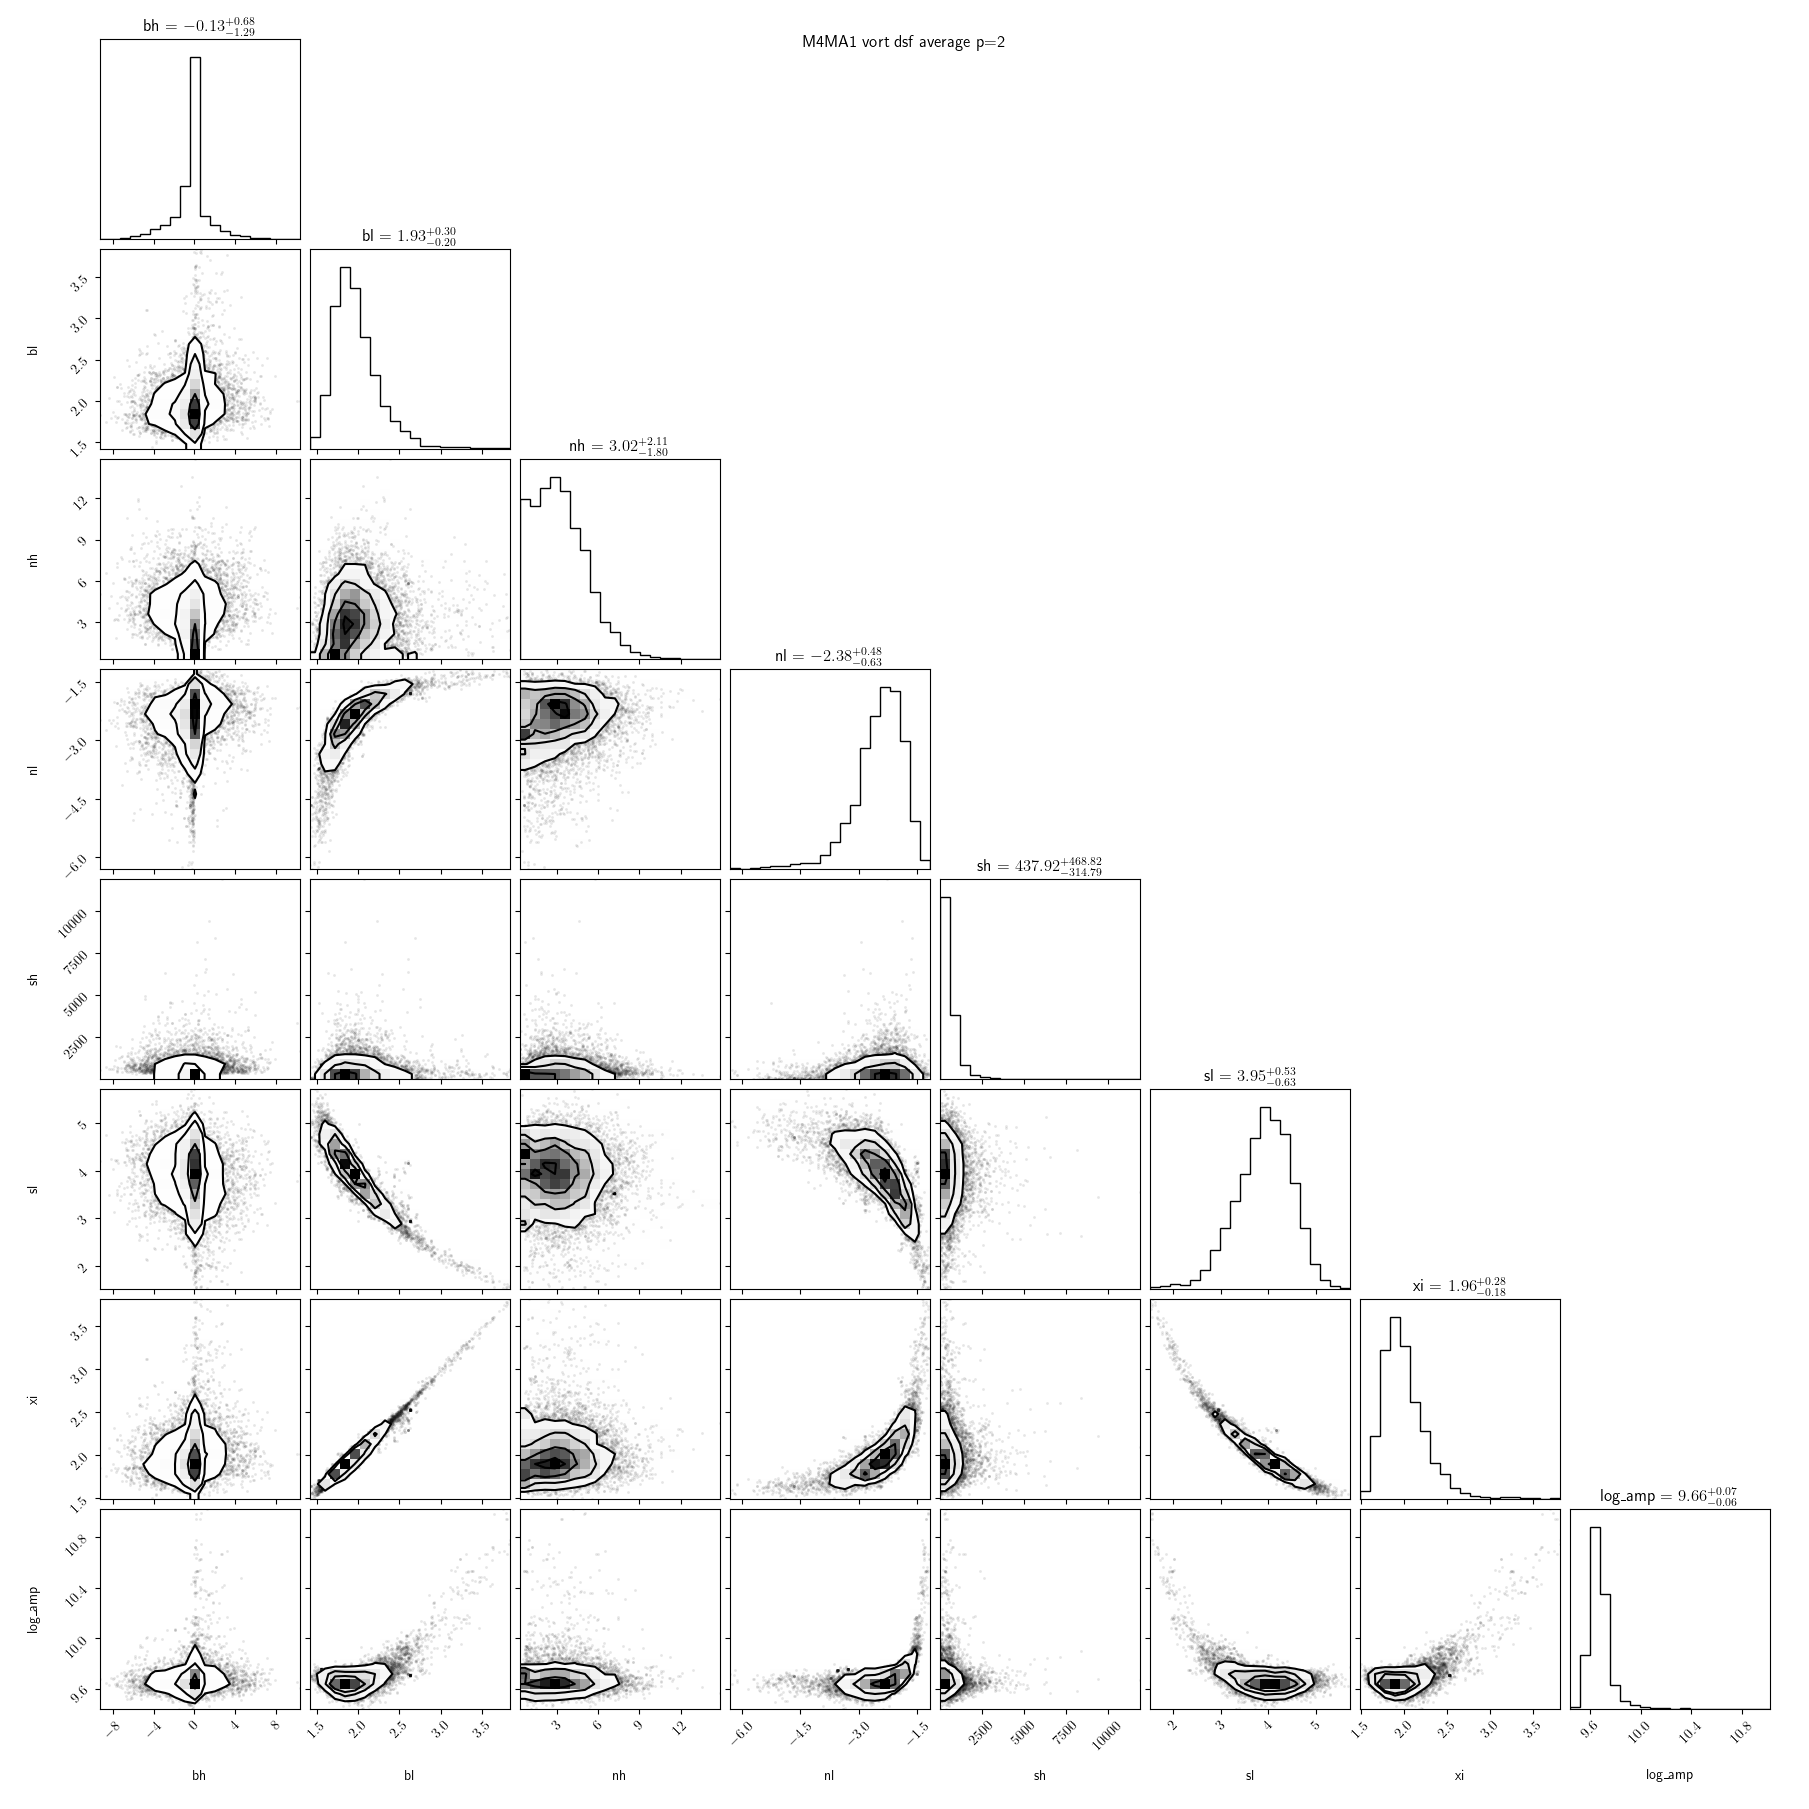 M4MA1 vort dsf average p=2
bh = −0.13+0.68 −1.29
bl = 1.93+0.30 −0.20
3.5
3.0
2.5
2.0
1.5
bl
nh = 3.02+2.11 −1.80
12
9
6
3
nh
nl = −2.38+0.48 −0.63
−1.5
−3.0
−4.5
−6.0
nl
sh = 437.92+468.82 −314.79
10000
7500
5000
2500
sh
sl = 3.95+0.53 −0.63
5
4
3
2
sl
xi = 1.96+0.28 −0.18
3.5
3.0
2.5
2.0
1.5
xi
log_amp = 9.66+0.07 −0.06
10.8
10.4
10.0
9.6
log_amp
−8 −4 0 4 8 1.5 2.0 2.5 3.0 3.5 3 6 9 12 −6.0 −4.5 −3.0 −1.5 2500 5000 7500 10000 2 3 4 5 1.5 2.0 2.5 3.0 3.5 9.6 10.0 10.4 10.8
bh bl nh nl sh sl xi log_amp